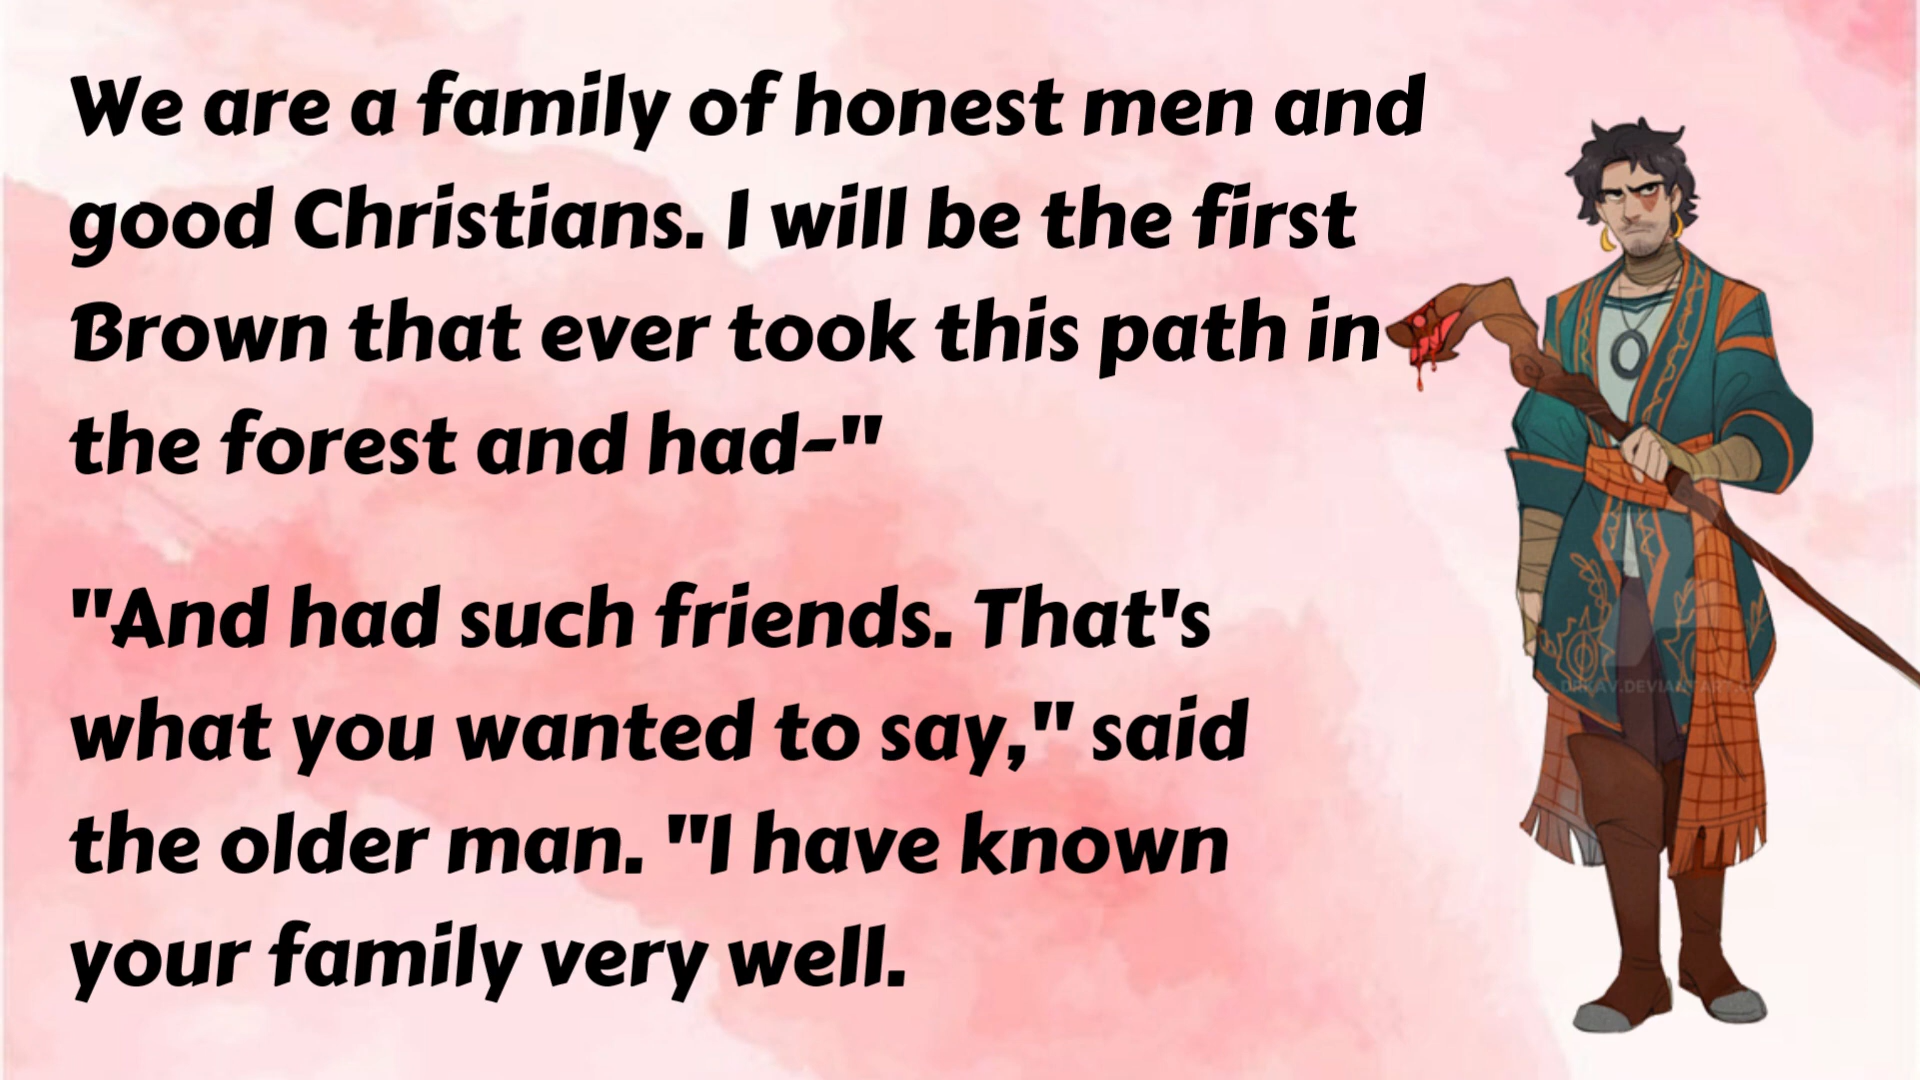 We are a family of honest men and
good Christians. I will be the first
Brown that ever took this path in
the forest and had-"
"And had such friends. That's
what you wanted to say," said
the older man. "I have known
your family very well.